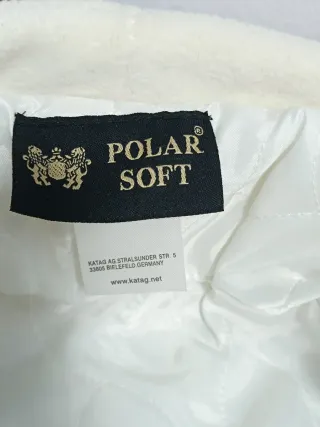 POLAR®
SOFT
KATAG AG.STRALSUNDER STR. 5
33605 BIELEFELD.GERMANY
www.katag.net